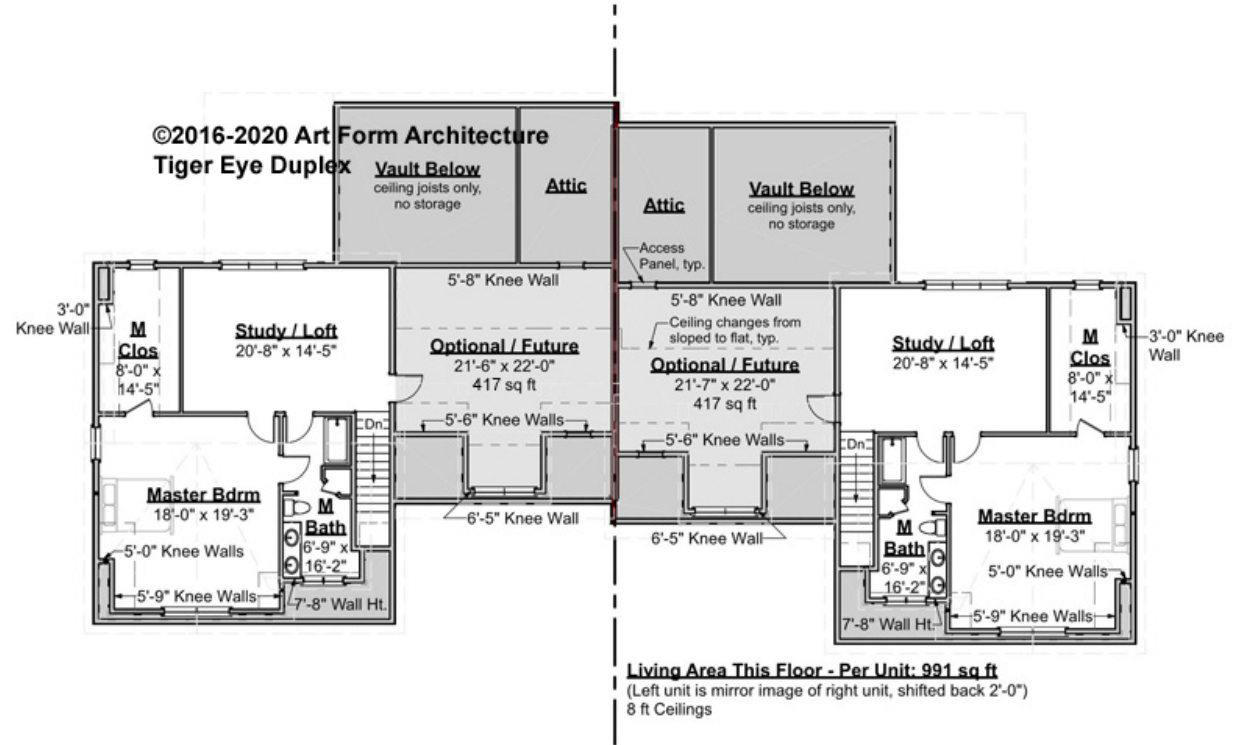 ©2016-2020 Art Form Architecture
Tiger Eye Duplex
Vault Below
ceiling joists only,
no storage
Attic
Attic
Vault Below
ceiling joists only,
no storage
Access
Panel, typ.
5'-8" Knee Wall
5'-8" Knee Wall
3'-0"
Knee Wall
M
Clos
8'-0" x
14'-5"
Study / Loft
20'-8" x 14'-5"
Optional / Future
21'-6" x 22'-0"
417 sq ft
Ceiling changes from
sloped to flat, typ.
Optional / Future
21'-7" x 22'-0"
417 sq ft
Study / Loft
20'-8" x 14'-5"
M
Clos
8'-0" x
14'-5"
3'-0" Knee
Wall
5'-6" Knee Walls
5'-6" Knee Walls
Dn
Dn
Master Bdrm
18'-0" x 19'-3"
M
Bath
6'-9" x
16'-2"
6'-5" Knee Wall
6'-5" Knee Wall
M
Bath
6'-9" x
16'-2"
Master Bdrm
18'-0" x 19'-3"
5'-0" Knee Walls
5'-0" Knee Walls
5'-9" Knee Walls
7'-8" Wall Ht.
7'-8" Wall Ht.
5'-9" Knee Walls
Living Area This Floor - Per Unit: 991 sq ft
(Left unit is mirror image of right unit, shifted back 2'-0")
8 ft Ceilings